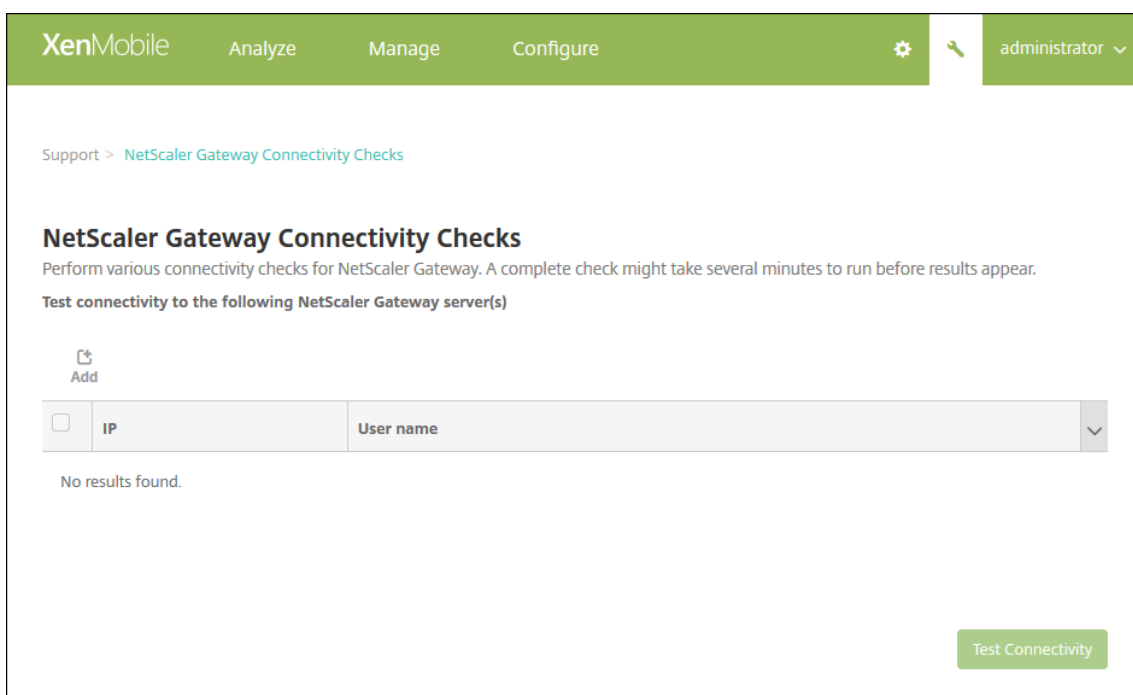 XenMobile Analyze Manage Configure administrator
Support > NetScaler Gateway Connectivity Checks
NetScaler Gateway Connectivity Checks
Perform various connectivity checks for NetScaler Gateway. A complete check might take several minutes to run before results appear.
Test connectivity to the following NetScaler Gateway server(s)
Add
IP User name
No results found.
Test Connectivity